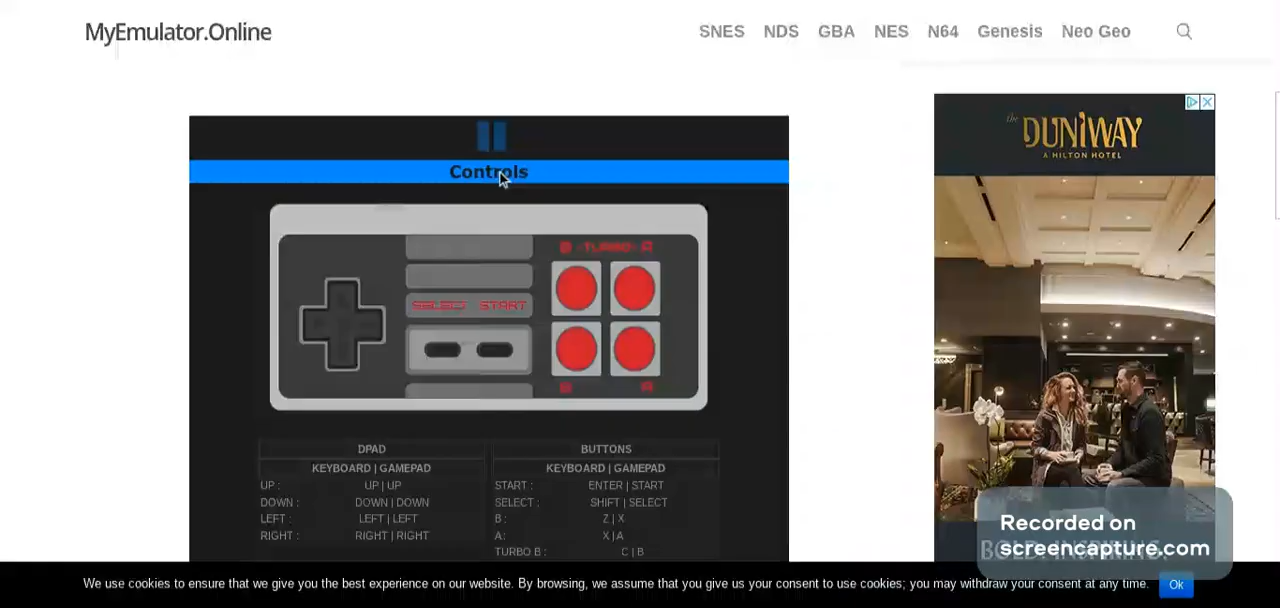 MyEmulator.Online
SNES NDS GBA NES N64 Genesis Neo Geo
the
DUNIWAY
A HILTON HOTEL
Controls
B -TURBO- A
SELECT START
B A
DPAD BUTTONS
KEYBOARD | GAMEPAD KEYBOARD | GAMEPAD
UP : UP | UP START : ENTER | START
DOWN : DOWN | DOWN SELECT : SHIFT | SELECT
LEFT : LEFT | LEFT B : Z | X
RIGHT : RIGHT | RIGHT A : X | A
TURBO B : C | B
Recorded on
screencapture.com
BOLD. INSPIRING.
We use cookies to ensure that we give you the best experience on our website. By browsing, we assume that you give us your consent to use cookies; you may withdraw your consent at any time. Ok